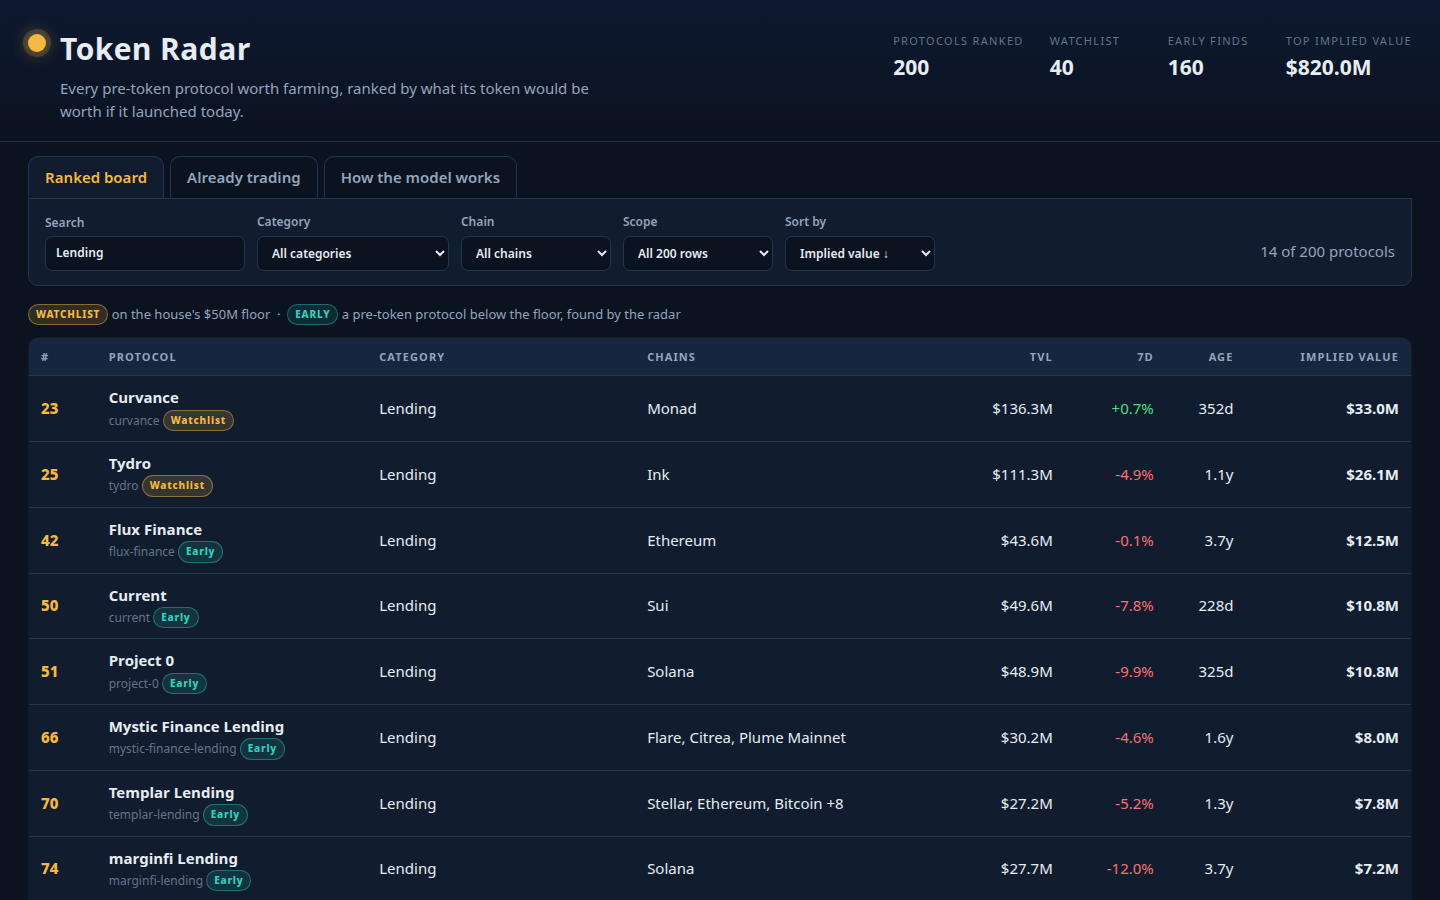 Token Radar
Every pre-token protocol worth farming, ranked by what its token would be
worth if it launched today.
PROTOCOLS RANKED
200
WATCHLIST
40
EARLY FINDS
160
TOP IMPLIED VALUE
$820.0M
Ranked board
Already trading
How the model works
Search
Lending
Category
All categories
Chain
All chains
Scope
All 200 rows
Sort by
Implied value ↓
14 of 200 protocols
WATCHLIST on the house's $50M floor · EARLY a pre-token protocol below the floor, found by the radar
# PROTOCOL CATEGORY CHAINS TVL 7D AGE IMPLIED VALUE
23 Curvance Lending Monad $136.3M +0.7% 352d $33.0M
curvance Watchlist
25 Tydro Lending Ink $111.3M -4.9% 1.1y $26.1M
tydro Watchlist
42 Flux Finance Lending Ethereum $43.6M -0.1% 3.7y $12.5M
flux-finance Early
50 Current Lending Sui $49.6M -7.8% 228d $10.8M
current Early
51 Project 0 Lending Solana $48.9M -9.9% 325d $10.8M
project-0 Early
66 Mystic Finance Lending Lending Flare, Citrea, Plume Mainnet $30.2M -4.6% 1.6y $8.0M
mystic-finance-lending Early
70 Templar Lending Lending Stellar, Ethereum, Bitcoin +8 $27.2M -5.2% 1.3y $7.8M
templar-lending Early
74 marginfi Lending Lending Solana $27.7M -12.0% 3.7y $7.2M
marginfi-lending Early